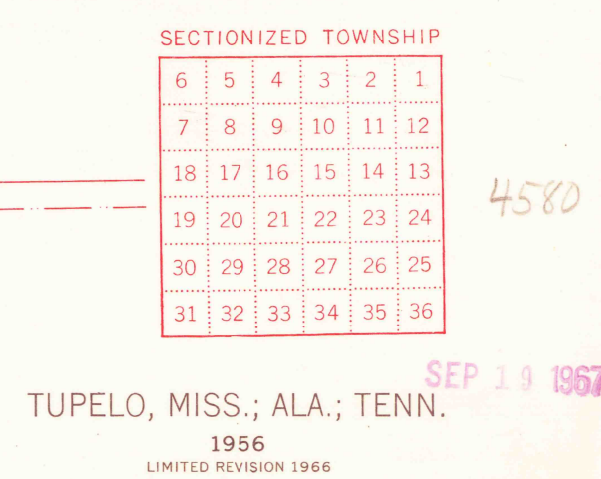 SECTIONIZED TOWNSHIP
6 5 4 3 2 1
7 8 9 10 11 12
18 17 16 15 14 13
19 20 21 22 23 24
30 29 28 27 26 25
31 32 33 34 35 36
4580
SEP 19 1967
TUPELO, MISS.; ALA.; TENN.
1956
LIMITED REVISION 1966